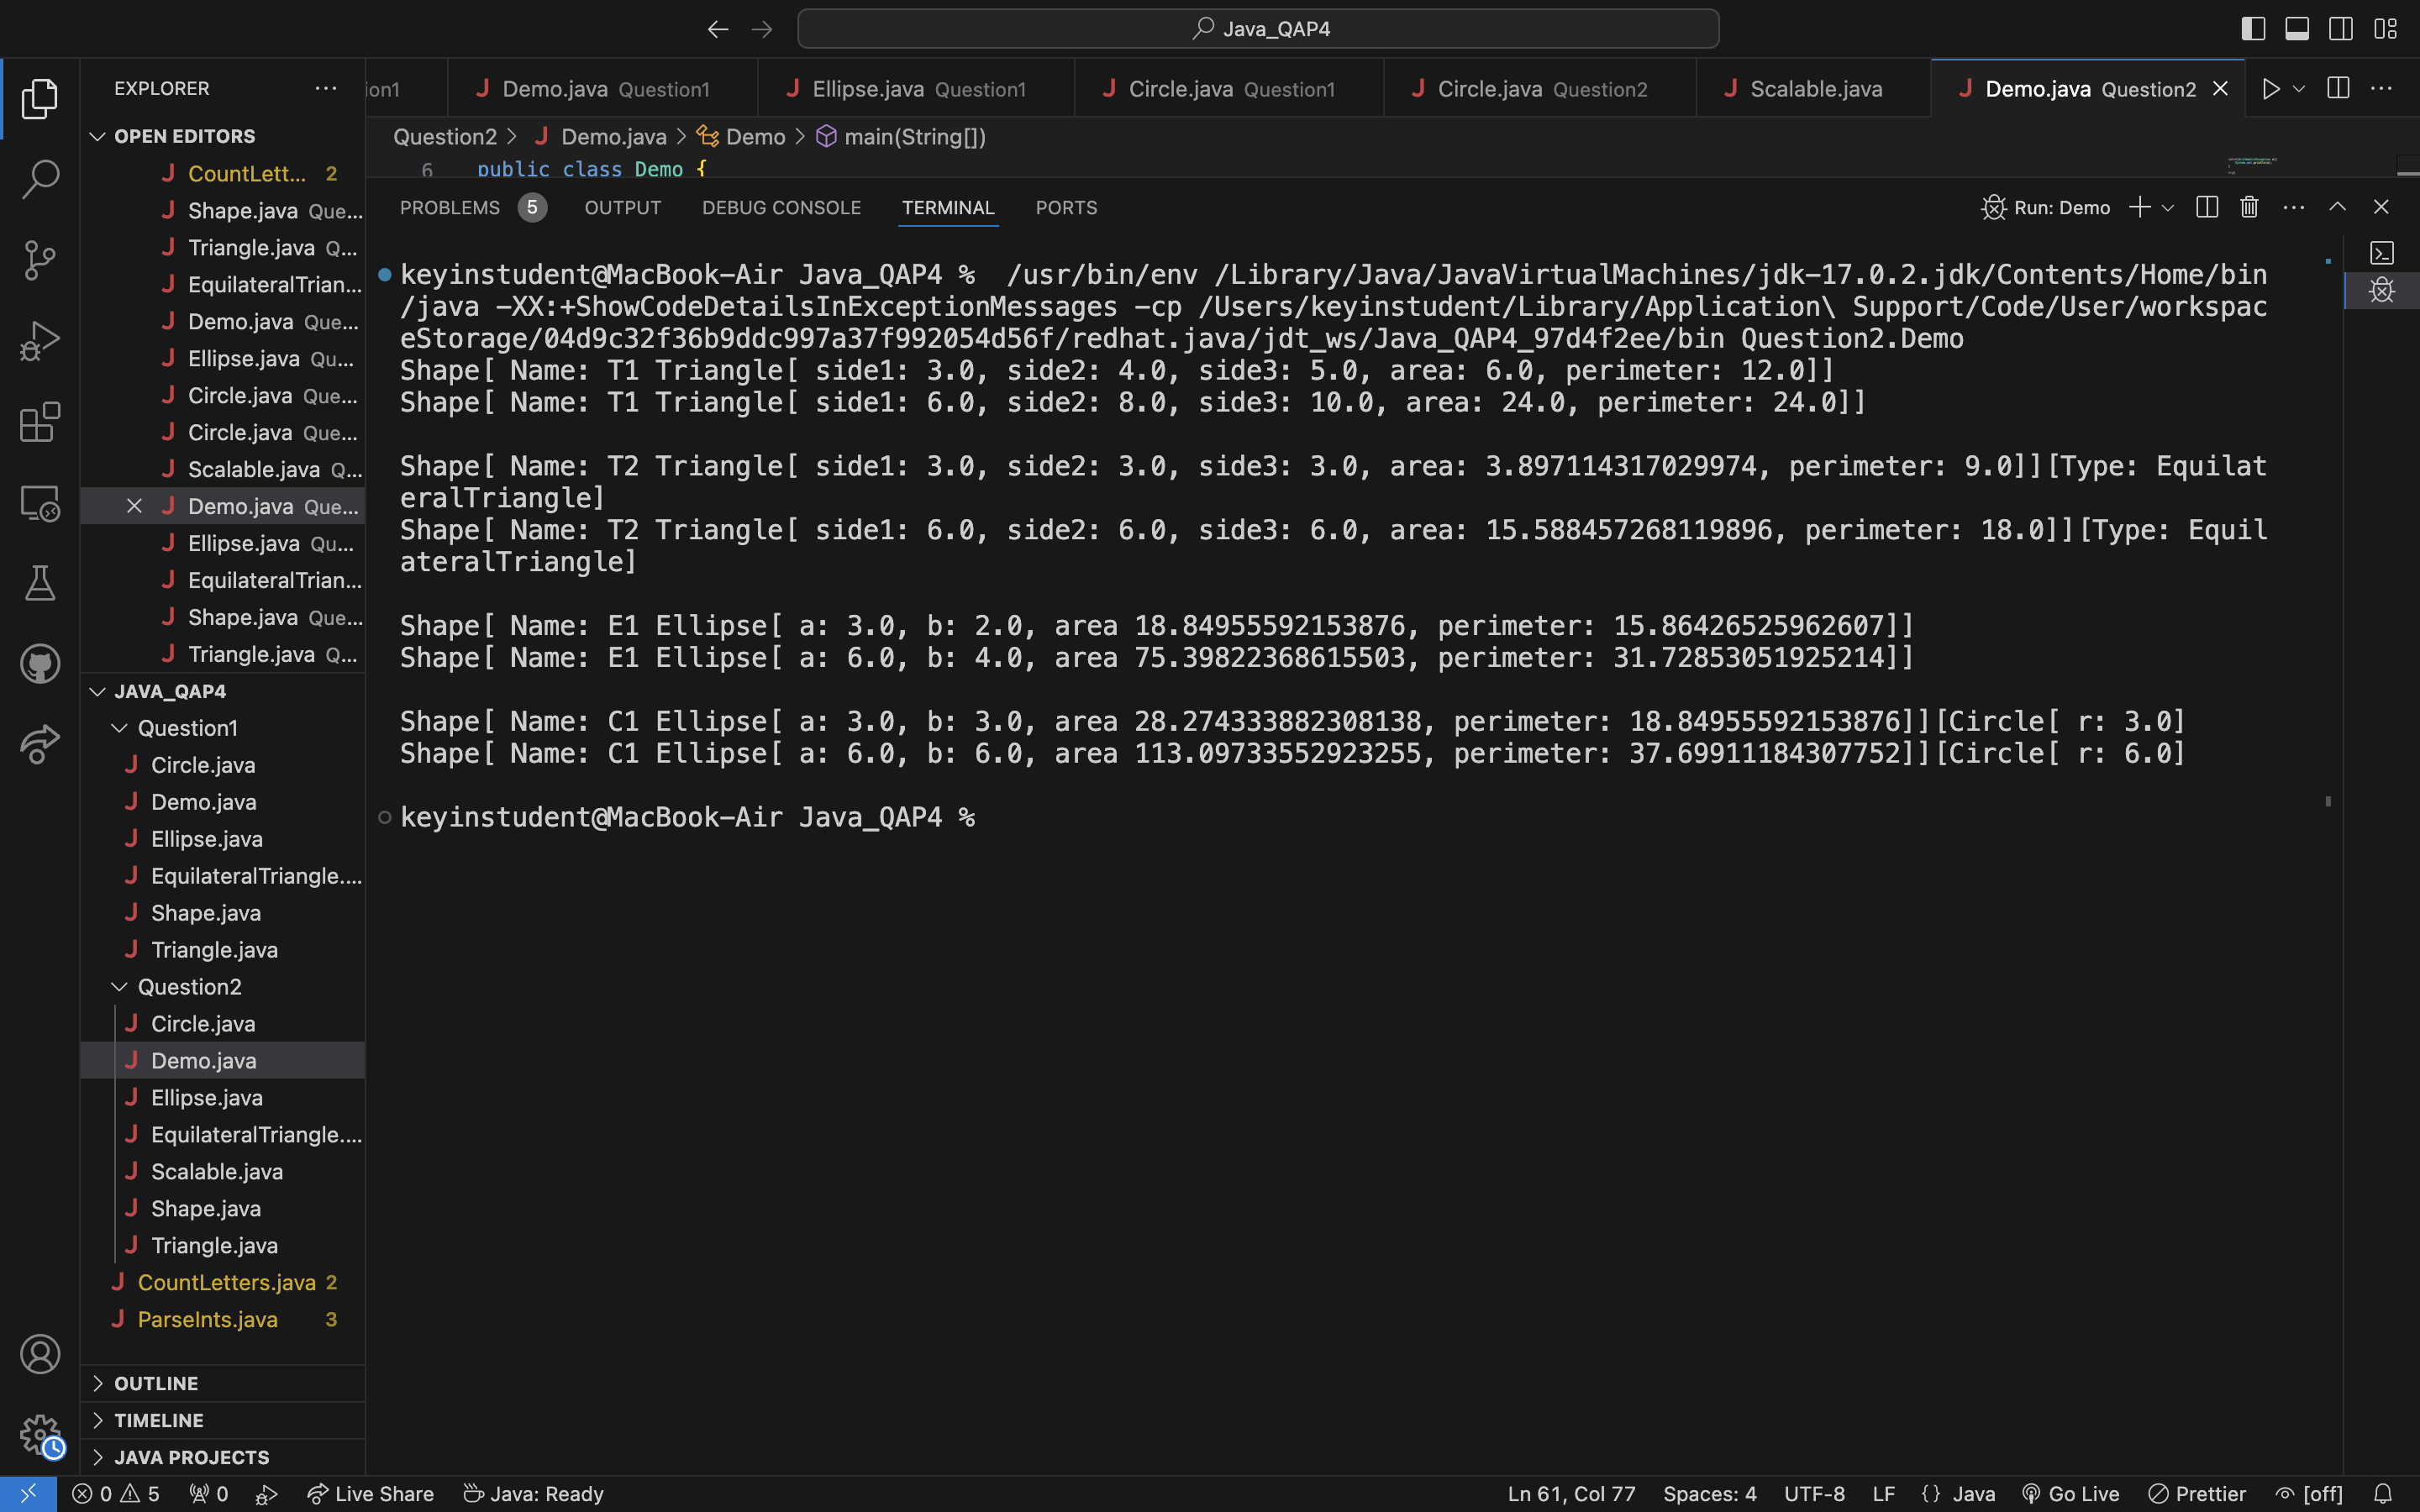 Java_QAP4
EXPLORER
ion1
Demo.java Question1
Ellipse.java Question1
Circle.java Question1
Circle.java Question2
Scalable.java
Demo.java Question2
OPEN EDITORS
CountLett... 2
Shape.java Que...
Triangle.java Q...
EquilateralTrian...
Demo.java Que...
Ellipse.java Qu...
Circle.java Que...
Circle.java Que...
Scalable.java Q...
Demo.java Que...
Ellipse.java Qu...
EquilateralTrian...
Shape.java Que...
Triangle.java Q...
JAVA_QAP4
Question1
Circle.java
Demo.java
Ellipse.java
EquilateralTriangle....
Shape.java
Triangle.java
Question2
Circle.java
Demo.java
Ellipse.java
EquilateralTriangle....
Scalable.java
Shape.java
Triangle.java
CountLetters.java 2
ParseInts.java 3
OUTLINE
TIMELINE
JAVA PROJECTS
Question2 > Demo.java > Demo > main(String[])
6 public class Demo {
PROBLEMS 5 OUTPUT DEBUG CONSOLE TERMINAL PORTS
Run: Demo
keyinstudent@MacBook-Air Java_QAP4 %  /usr/bin/env /Library/Java/JavaVirtualMachines/jdk-17.0.2.jdk/Contents/Home/bin
/java -XX:+ShowCodeDetailsInExceptionMessages -cp /Users/keyinstudent/Library/Application\ Support/Code/User/workspac
eStorage/04d9c32f36b9ddc997a37f992054d56f/redhat.java/jdt_ws/Java_QAP4_97d4f2ee/bin Question2.Demo
Shape[ Name: T1 Triangle[ side1: 3.0, side2: 4.0, side3: 5.0, area: 6.0, perimeter: 12.0]]
Shape[ Name: T1 Triangle[ side1: 6.0, side2: 8.0, side3: 10.0, area: 24.0, perimeter: 24.0]]
Shape[ Name: T2 Triangle[ side1: 3.0, side2: 3.0, side3: 3.0, area: 3.897114317029974, perimeter: 9.0]][Type: Equilat
eralTriangle]
Shape[ Name: T2 Triangle[ side1: 6.0, side2: 6.0, side3: 6.0, area: 15.588457268119896, perimeter: 18.0]][Type: Equil
ateralTriangle]
Shape[ Name: E1 Ellipse[ a: 3.0, b: 2.0, area 18.84955592153876, perimeter: 15.86426525962607]]
Shape[ Name: E1 Ellipse[ a: 6.0, b: 4.0, area 75.39822368615503, perimeter: 31.72853051925214]]
Shape[ Name: C1 Ellipse[ a: 3.0, b: 3.0, area 28.274333882308138, perimeter: 18.84955592153876]][Circle[ r: 3.0]
Shape[ Name: C1 Ellipse[ a: 6.0, b: 6.0, area 113.09733552923255, perimeter: 37.69911184307752]][Circle[ r: 6.0]
keyinstudent@MacBook-Air Java_QAP4 %
0 5 0 Live Share Java: Ready
Ln 61, Col 77 Spaces: 4 UTF-8 LF {} Java Go Live Prettier [off]